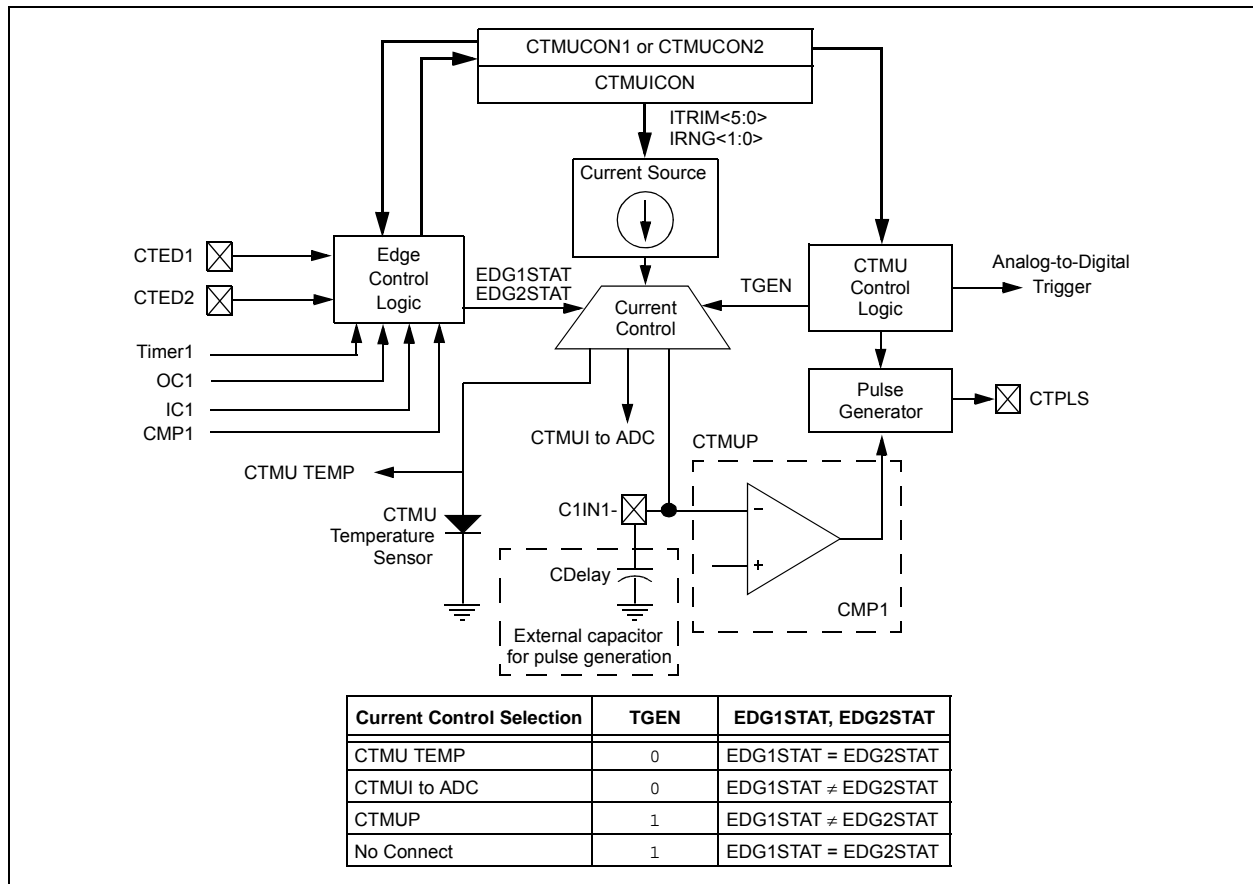 CTMUCON1 or CTMUCON2
CTMUICON
ITRIM<5:0>
IRNG<1:0>
Current Source
CTED1
CTED2
Edge
Control
Logic
EDG1STAT
EDG2STAT
Current
Control
TGEN
CTMU
Control
Logic
Analog-to-Digital
Trigger
Timer1
OC1
IC1
CMP1
Pulse
Generator
CTPLS
CTMUI to ADC
CTMUP
CTMU TEMP
C1IN1-
CTMU
Temperature
Sensor
CDelay
External capacitor
for pulse generation
–
+
CMP1
Current Control Selection TGEN EDG1STAT, EDG2STAT
CTMU TEMP 0 EDG1STAT = EDG2STAT
CTMUI to ADC 0 EDG1STAT ≠ EDG2STAT
CTMUP 1 EDG1STAT ≠ EDG2STAT
No Connect 1 EDG1STAT = EDG2STAT